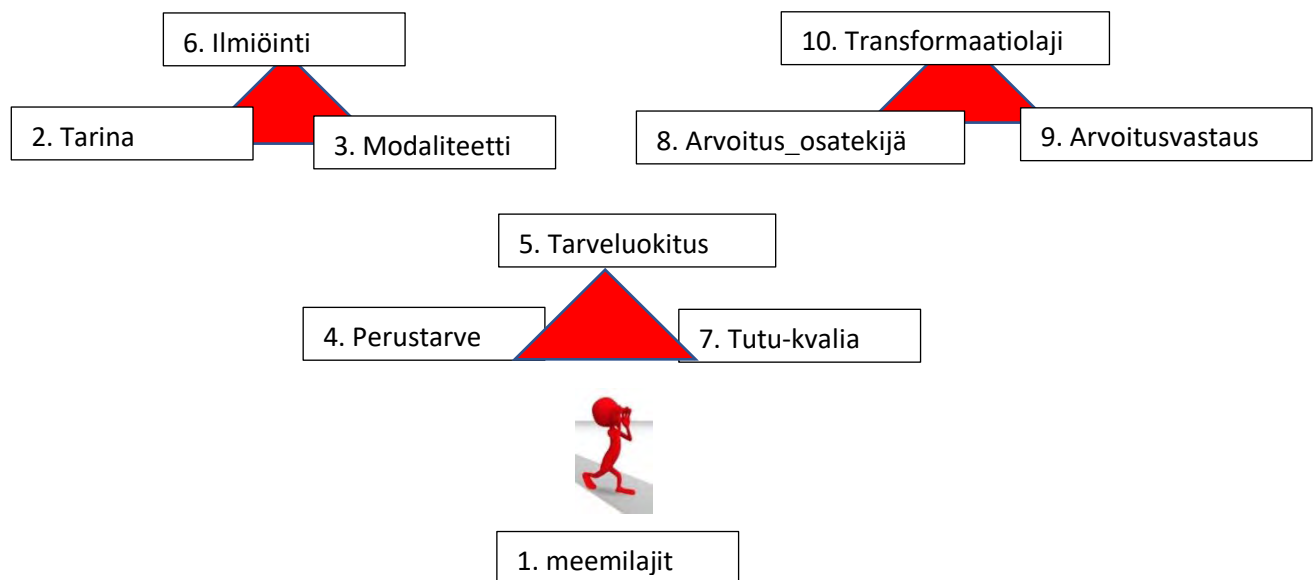 6. Ilmiöinti
10. Transformaatiolaji
2. Tarina
3. Modaliteetti
8. Arvoitus_osatekijä
9. Arvoitusvastaus
5. Tarveluokitus
4. Perustarve
7. Tutu-kvalia
1. meemilajit